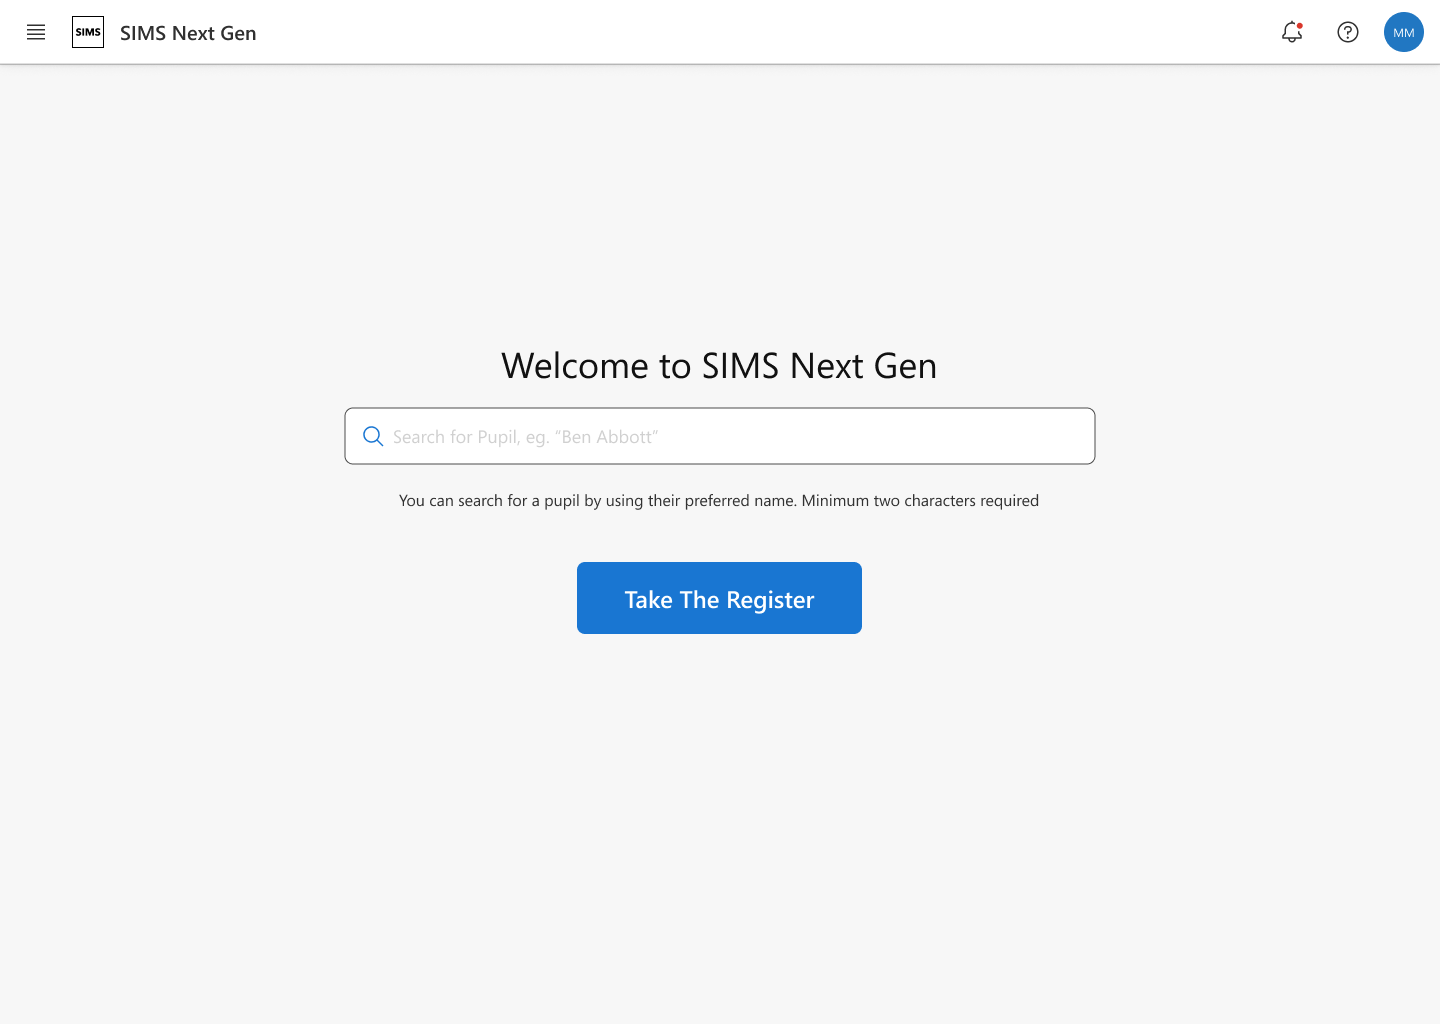 SIMS
SIMS Next Gen
MM
Welcome to SIMS Next Gen
Search for Pupil, eg. “Ben Abbott”
You can search for a pupil by using their preferred name. Minimum two characters required
Take The Register